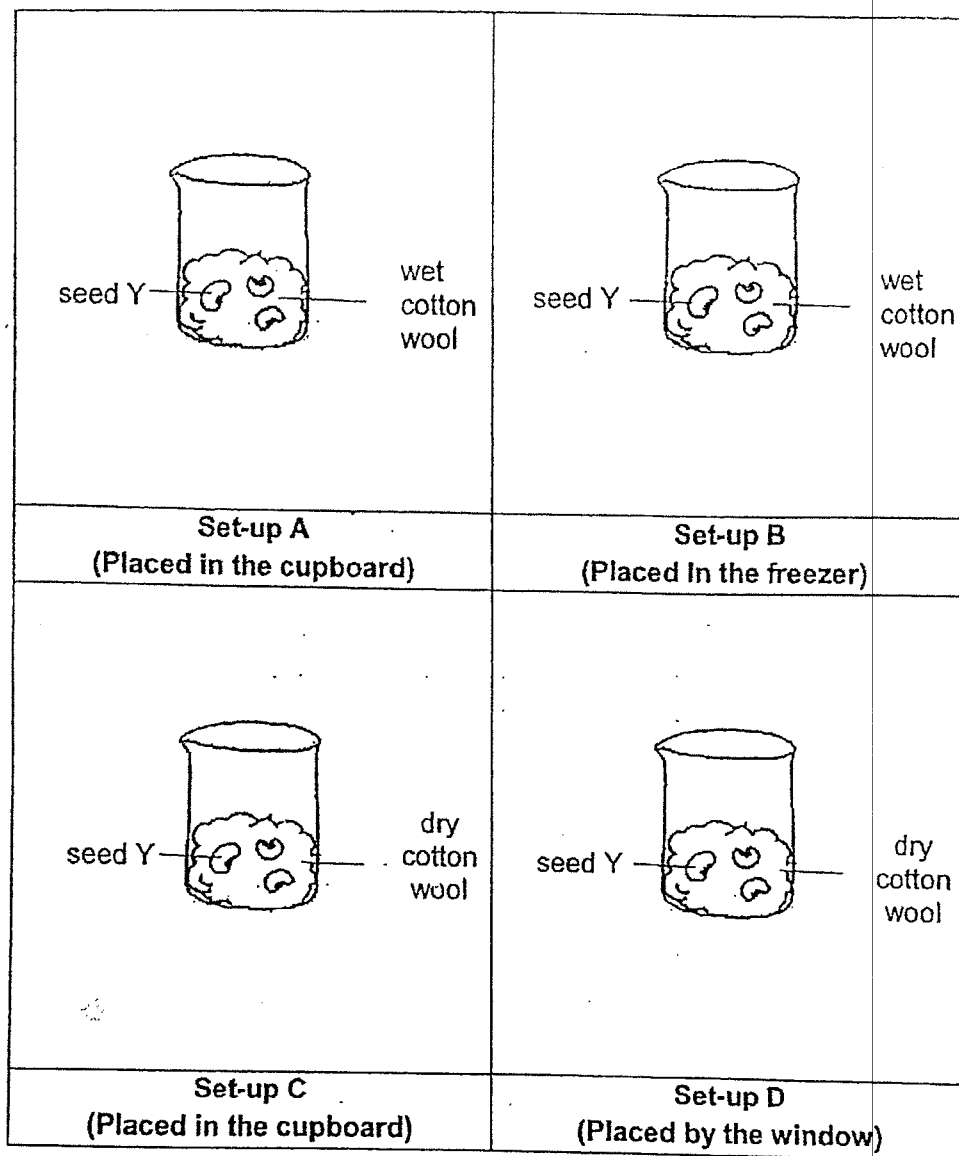 seed Y
wet
cotton
wool
seed Y
wet
cotton
wool
Set-up A
(Placed in the cupboard)
Set-up B
(Placed In the freezer)
seed Y
dry
cotton
wool
seed Y
dry
cotton
wool
Set-up C
(Placed in the cupboard)
Set-up D
(Placed by the window)